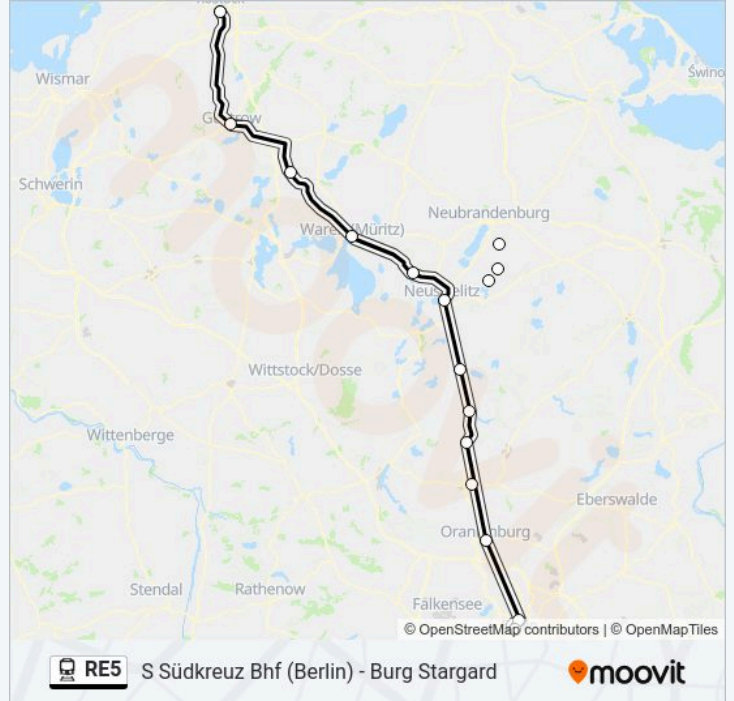 Wismar
Świno
Schwerin
Neubrandenburg
Waren (Müritz)
Wittstock/Dosse
Wittenberge
Eberswalde
Stendal
Rathenow
Falkensee
© OpenStreetMap contributors | © OpenMapTiles
RE5 S Südkreuz Bhf (Berlin) - Burg Stargard
moovit